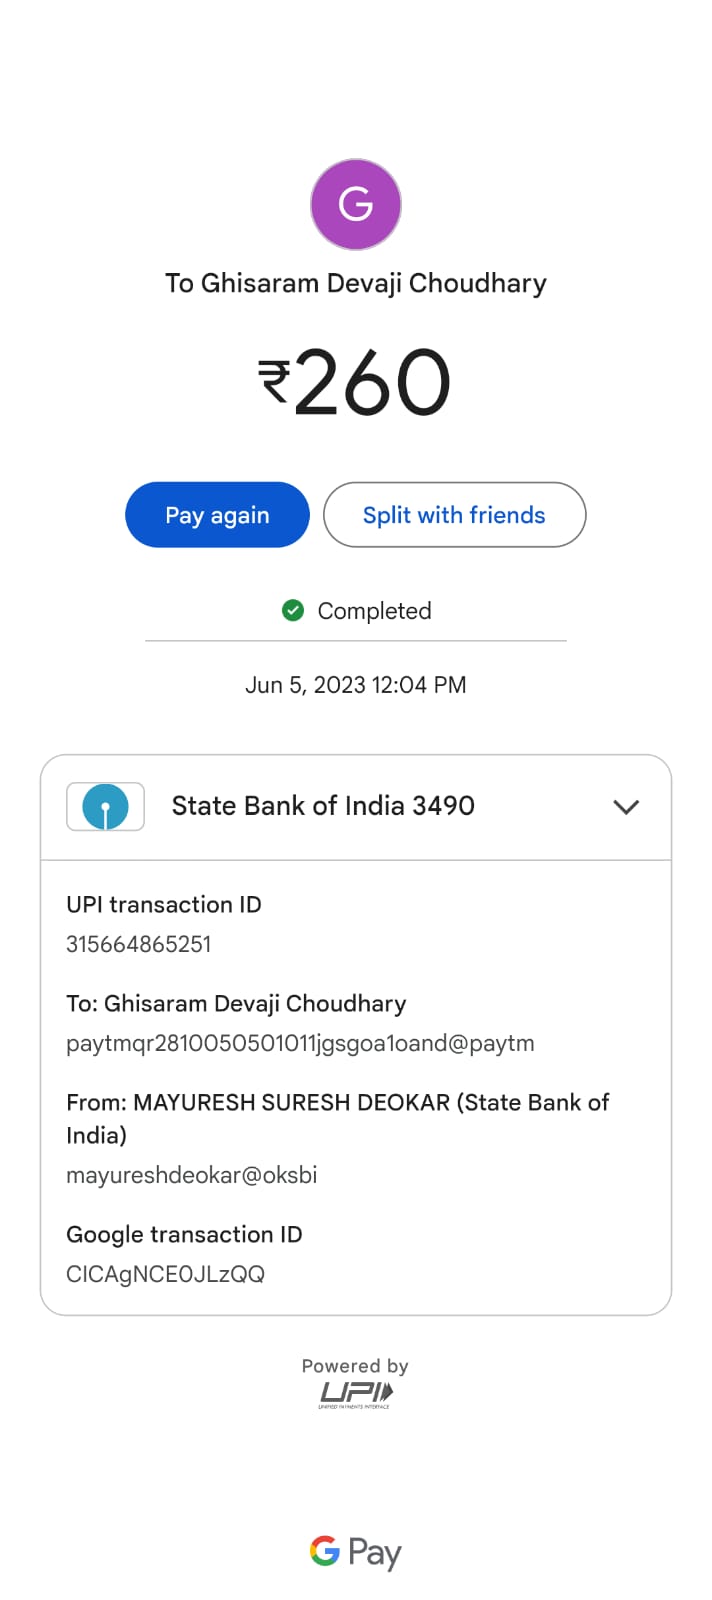 G
To Ghisaram Devaji Choudhary
₹260
Pay again
Split with friends
Completed
Jun 5, 2023 12:04 PM
State Bank of India 3490
UPI transaction ID
315664865251
To: Ghisaram Devaji Choudhary
paytmqr2810050501011jgsgoa1oand@paytm
From: MAYURESH SURESH DEOKAR (State Bank of
India)
mayureshdeokar@oksbi
Google transaction ID
CICAgNCE0JLzQQ
Powered by
UPI
UNIFIED PAYMENTS INTERFACE
G Pay